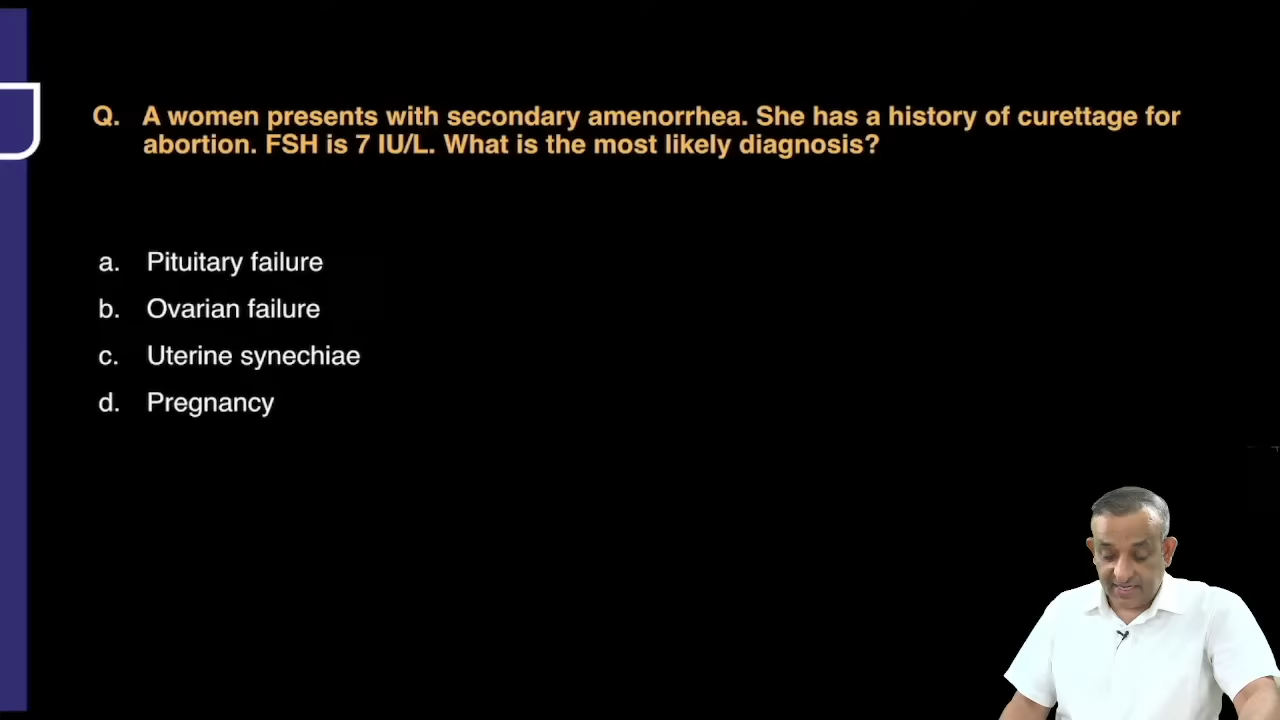 Q. A women presents with secondary amenorrhea. She has a history of curettage for
abortion. FSH is 7 IU/L. What is the most likely diagnosis?
a. Pituitary failure
b. Ovarian failure
c. Uterine synechiae
d. Pregnancy